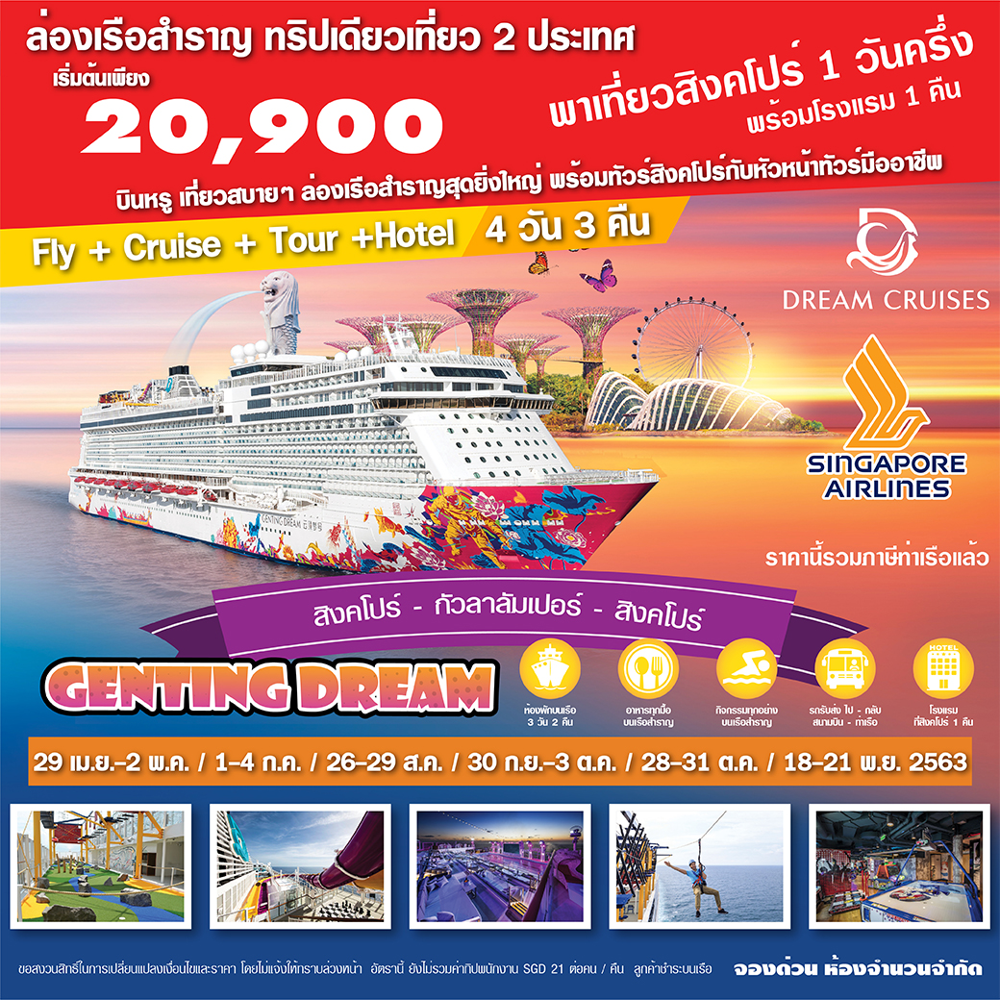 ล่องเรือสำราญ ทริปเดียวเที่ยว 2 ประเทศ
เริ่มต้นเพียง
20,900
พาเที่ยวสิงคโปร์ 1 วันครึ่ง
พร้อมโรงแรม 1 คืน
บินหรู เที่ยวสบายๆ ล่องเรือสำราญสุดยิ่งใหญ่ พร้อมทัวร์สิงคโปร์กับหัวหน้าทัวร์มืออาชีพ
Fly + Cruise + Tour +Hotel 4 วัน 3 คืน
DREAM CRUISES
SINGAPORE
AIRLINES
GENTING DREAM 云顶梦号
ราคานี้รวมภาษีท่าเรือแล้ว
สิงคโปร์ - กัวลาลัมเปอร์ - สิงคโปร์
GENTING DREAM
ห้องพักบนเรือ
3 วัน 2 คืน
อาหารทุกมื้อ
บนเรือสำราญ
กิจกรรมทุกอย่าง
บนเรือสำราญ
รถรับส่ง ไป - กลับ
สนามบิน - ท่าเรือ
HOTEL
โรงแรม
ที่สิงคโปร์ 1 คืน
29 เม.ย.-2 พ.ค. / 1-4 ก.ค. / 26-29 ส.ค. / 30 ก.ย.-3 ต.ค. / 28-31 ต.ค. / 18-21 พ.ย. 2563
ขอสงวนสิทธิ์ในการเปลี่ยนแปลงเงื่อนไขและราคา โดยไม่แจ้งให้ทราบล่วงหน้า อัตรานี้ ยังไม่รวมค่าทิปพนักงาน SGD 21 ต่อคน / คืน ลูกค้าชำระบนเรือ
จองด่วน ห้องจำนวนจำกัด